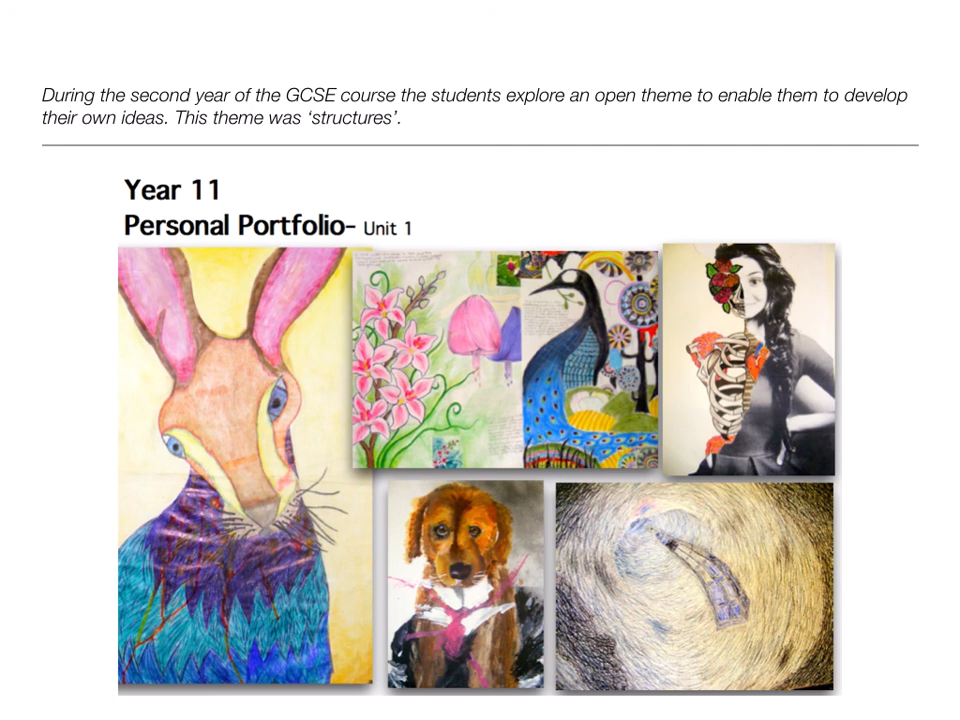 During the second year of the GCSE course the students explore an open theme to enable them to develop
their own ideas. This theme was ‘structures’.
Year 11
Personal Portfolio- Unit 1